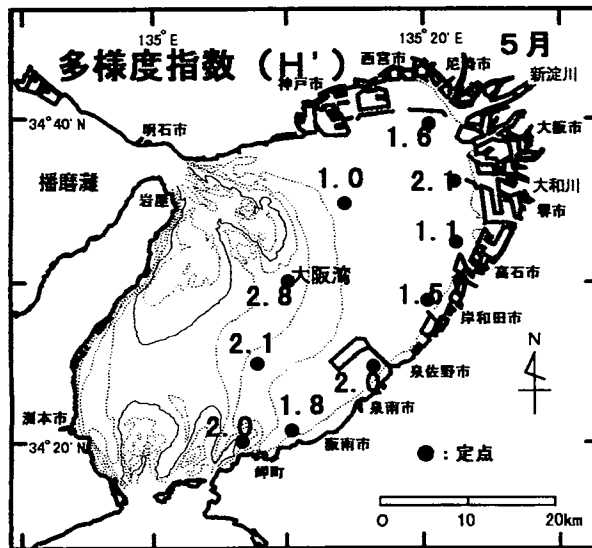 135°E
135°20'E
5月
多様度指数 (H')
西宮市
尼崎市
神戸市
新淀川
34°40'N
明石市
1.6
大阪市
播磨灘
1.0
2.1
大和川
岩屋
堺市
1.1
高石市
大阪湾
2.8
1.5
岸和田市
2.1
N
泉佐野市
2.0
洲本市
1.8
泉南市
2.0
34°20'N
阪南市
岬町
●:定点
0 10 20km